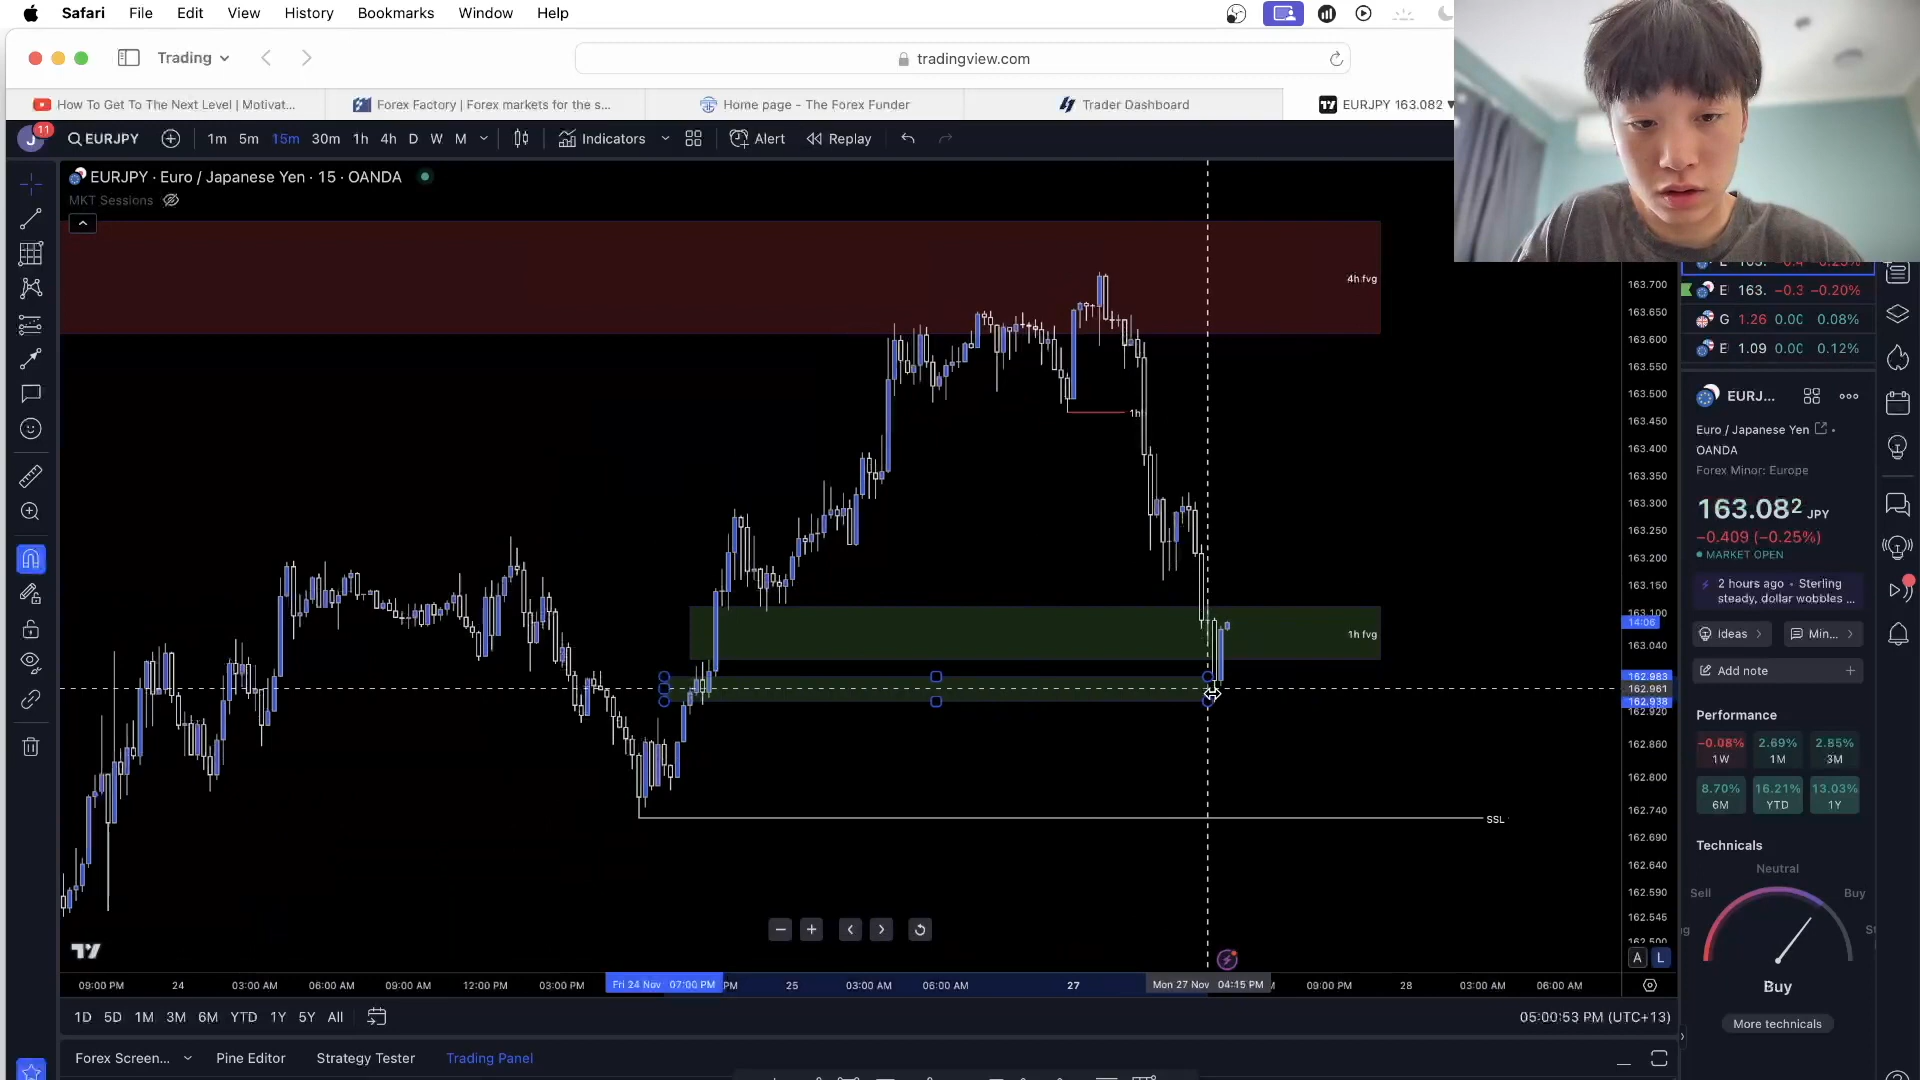 Safari File Edit View History Bookmarks Window Help
Trading
tradingview.com
How To Get To The Next Level | Motivat...
Forex Factory | Forex markets for the s...
Home page - The Forex Funder
Trader Dashboard
EURJPY 163.082
J 11
EURJPY
1m 5m 15m 30m 1h 4h D W M
Indicators
Alert
Replay
EURJPY · Euro / Japanese Yen · 15 · OANDA
MKT Sessions
4h fvg
1h
1h fvg
SSL
163.700
163.650
163.600
163.550
163.500
163.450
163.400
163.350
163.300
163.250
163.200
163.150
163.100
14:06
163.040
162.983
162.961
162.938
162.920
162.860
162.800
162.740
162.690
162.640
162.590
162.545
162.500
A L
09:00 PM 24 03:00 AM 06:00 AM 09:00 AM 12:00 PM 03:00 PM Fri 24 Nov 07:00 PM PM 25 03:00 AM 06:00 AM 27 Mon 27 Nov 04:15 PM 09:00 PM 28 03:00 AM 06:00 AM
1D 5D 1M 3M 6M YTD 1Y 5Y All
05:00:53 PM (UTC+13)
Forex Screen...
Pine Editor
Strategy Tester
Trading Panel
E 163. −0.3 −0.20%
G 1.26 0.00 0.08%
E 1.09 0.00 0.12%
EURJ...
Euro / Japanese Yen
OANDA
Forex Minor: Europe
163.082 JPY
−0.409 (−0.25%)
MARKET OPEN
2 hours ago · Sterling
steady, dollar wobbles ...
Ideas
Min...
Add note
Performance
−0.08% 2.69% 2.85%
1W 1M 3M
8.70% 16.21% 13.03%
6M YTD 1Y
Technicals
Neutral
Sell Buy
Buy
More technicals